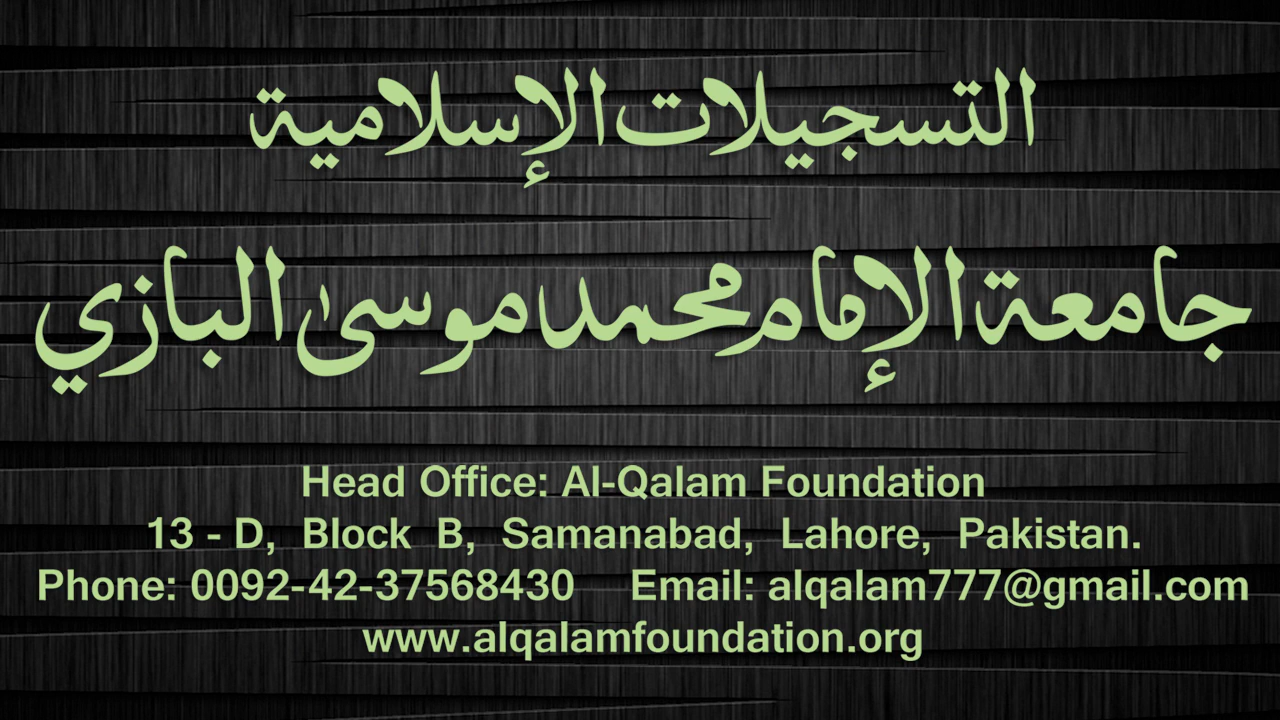 التسجيلات الإسلامية
جامعة الإمام محمد موسىٰ البازي
Head Office: Al-Qalam Foundation
13 - D, Block B, Samanabad, Lahore, Pakistan.
Phone: 0092-42-37568430 Email: alqalam777@gmail.com
www.alqalamfoundation.org